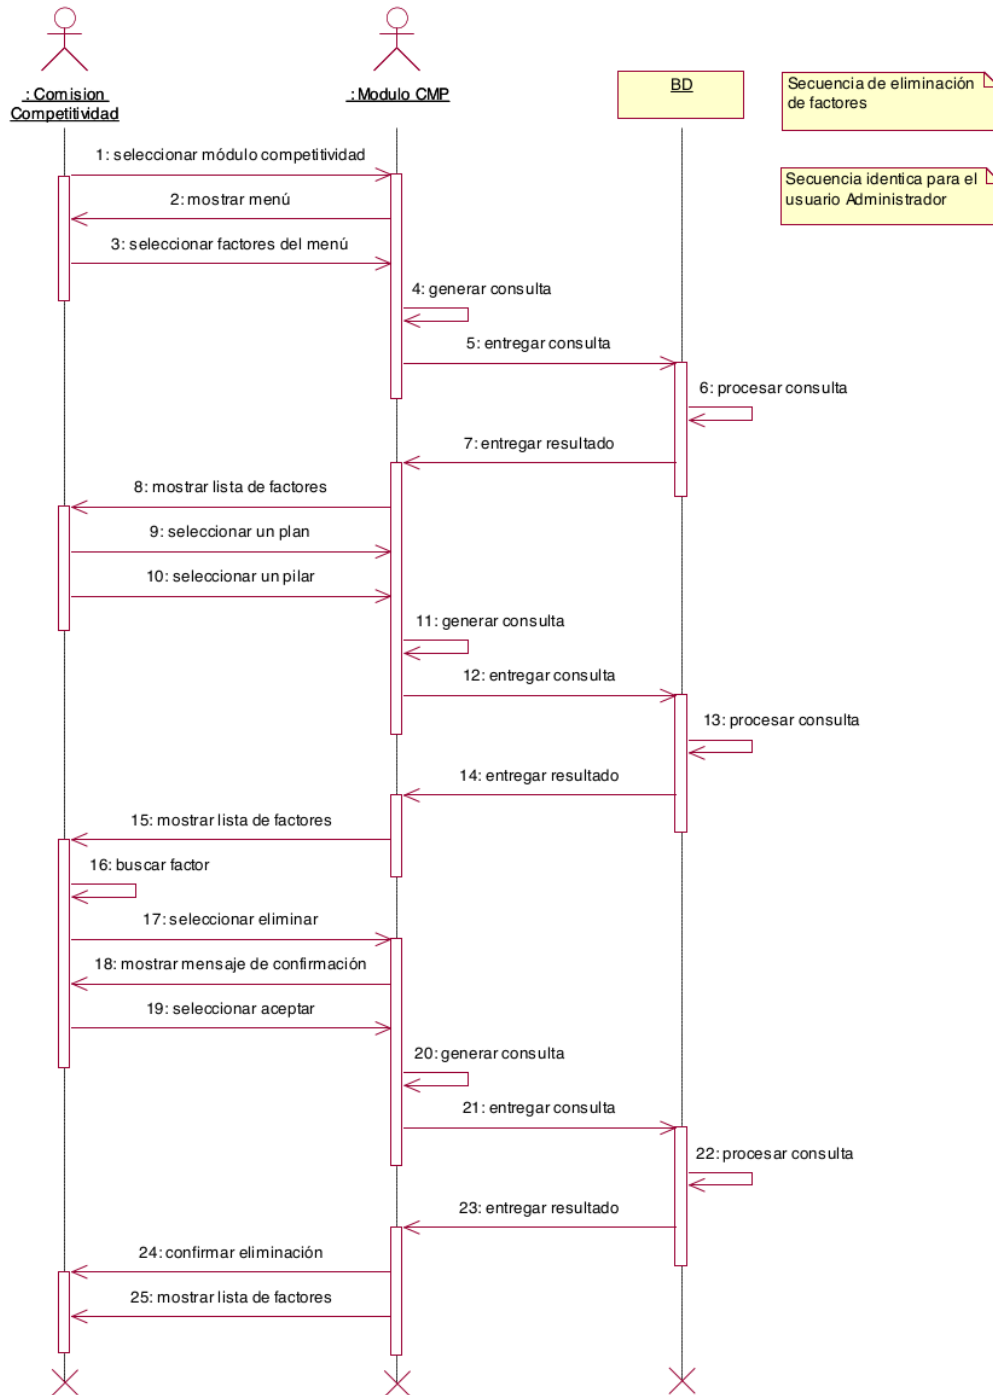 : Comision
Competitividad
: Modulo CMP
BD
Secuencia de eliminación
de factores
Secuencia identica para el
usuario Administrador
1: seleccionar módulo competitividad
2: mostrar menú
3: seleccionar factores del menú
4: generar consulta
5: entregar consulta
6: procesar consulta
7: entregar resultado
8: mostrar lista de factores
9: seleccionar un plan
10: seleccionar un pilar
11: generar consulta
12: entregar consulta
13: procesar consulta
14: entregar resultado
15: mostrar lista de factores
16: buscar factor
17: seleccionar eliminar
18: mostrar mensaje de confirmación
19: seleccionar aceptar
20: generar consulta
21: entregar consulta
22: procesar consulta
23: entregar resultado
24: confirmar eliminación
25: mostrar lista de factores